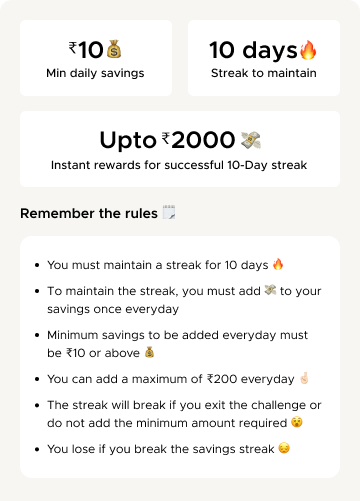 ₹10💰
Min daily savings
10 days🔥
Streak to maintain
Upto ₹2000 💸
Instant rewards for successful 10-Day streak
Remember the rules 🗒️
• You must maintain a streak for 10 days 🔥
• To maintain the streak, you must add 💸 to your
savings once everyday
• Minimum savings to be added everyday must
be ₹10 or above 💰
• You can add a maximum of ₹200 everyday ☝🏻
• The streak will break if you exit the challenge or
do not add the minimum amount required 😮
• You lose if you break the savings streak 😔